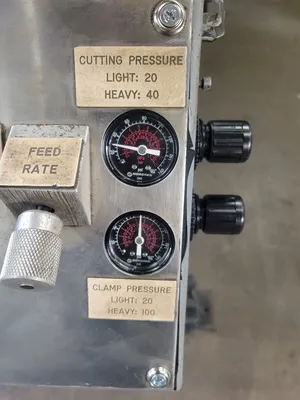 CUTTING PRESSURE
LIGHT: 20
HEAVY: 40
FEED
RATE
CLAMP PRESSURE
LIGHT: 20
HEAVY: 100